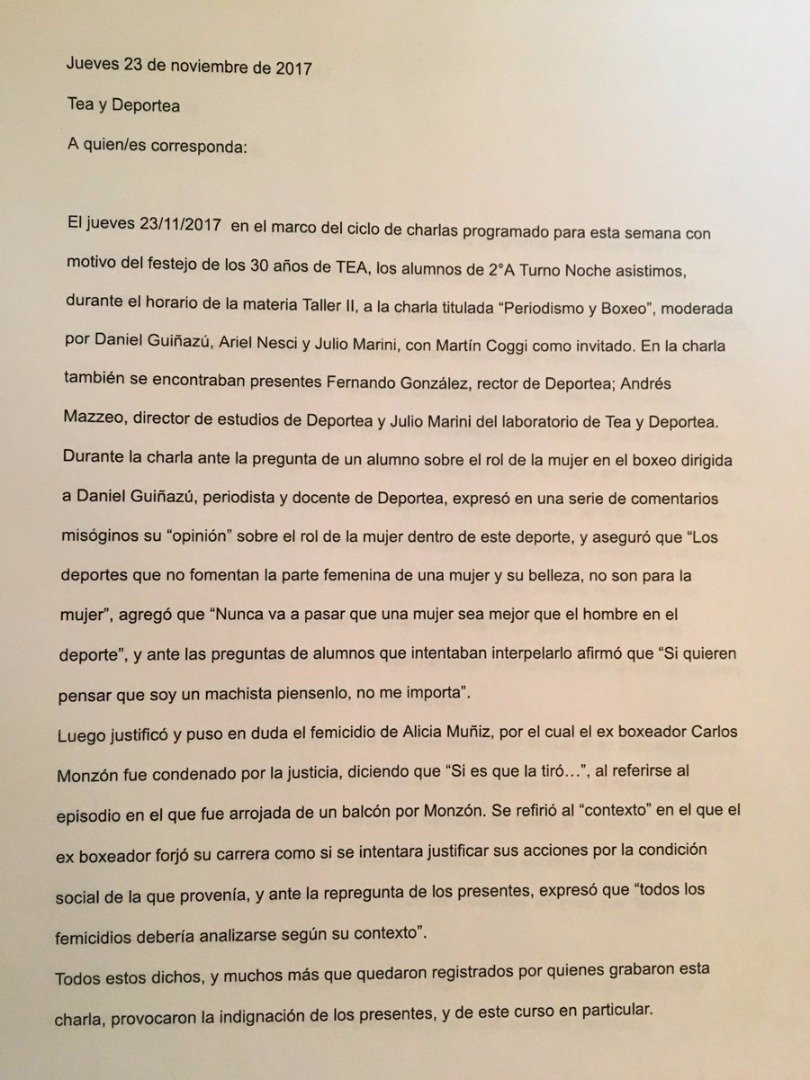 Jueves 23 de noviembre de 2017
Tea y Deportea
A quien/es corresponda:
El jueves 23/11/2017  en el marco del ciclo de charlas programado para esta semana con
motivo del festejo de los 30 años de TEA, los alumnos de 2°A Turno Noche asistimos,
durante el horario de la materia Taller II, a la charla titulada “Periodismo y Boxeo”, moderada
por Daniel Guiñazú, Ariel Nesci y Julio Marini, con Martín Coggi como invitado. En la charla
también se encontraban presentes Fernando González, rector de Deportea; Andrés
Mazzeo, director de estudios de Deportea y Julio Marini del laboratorio de Tea y Deportea.
Durante la charla ante la pregunta de un alumno sobre el rol de la mujer en el boxeo dirigida
a Daniel Guiñazú, periodista y docente de Deportea, expresó en una serie de comentarios
misóginos su “opinión” sobre el rol de la mujer dentro de este deporte, y aseguró que “Los
deportes que no fomentan la parte femenina de una mujer y su belleza, no son para la
mujer”, agregó que “Nunca va a pasar que una mujer sea mejor que el hombre en el
deporte”, y ante las preguntas de alumnos que intentaban interpelarlo afirmó que “Si quieren
pensar que soy un machista piensenlo, no me importa”.
Luego justificó y puso en duda el femicidio de Alicia Muñiz, por el cual el ex boxeador Carlos
Monzón fue condenado por la justicia, diciendo que “Si es que la tiró…”, al referirse al
episodio en el que fue arrojada de un balcón por Monzón. Se refirió al “contexto” en el que el
ex boxeador forjó su carrera como si se intentara justificar sus acciones por la condición
social de la que provenía, y ante la repregunta de los presentes, expresó que “todos los
femicidios debería analizarse según su contexto”.
Todos estos dichos, y muchos más que quedaron registrados por quienes grabaron esta
charla, provocaron la indignación de los presentes, y de este curso en particular.